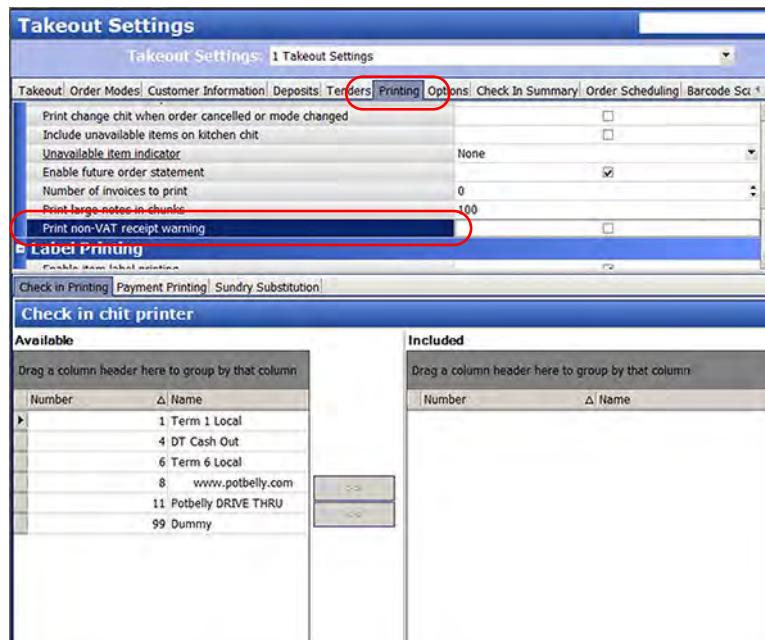 Takeout Settings
Takeout Settings: 1 Takeout Settings
Takeout Order Modes Customer Information Deposits Tenders Printing Options Check In Summary Order Scheduling Barcode
Print change chit when order cancelled or mode changed
Include unavailable items on kitchen chit
Unavailable item indicator None
Enable future order statement
Number of invoices to print 0
Print large notes in chunks 100
Print non-VAT receipt warning
Label Printing
Enable item label printing
Check in Printing Payment Printing Sundry Substitution
Check in chit printer
Available Included
Drag a column header here to group by that column Drag a column header here to group by that column
Number Name Number Name
1 Term 1 Local
4 DT Cash Out
6 Term 6 Local
8 www.potbelly.com
>>
11 Potbelly DRIVE THRU
<<
99 Dummy